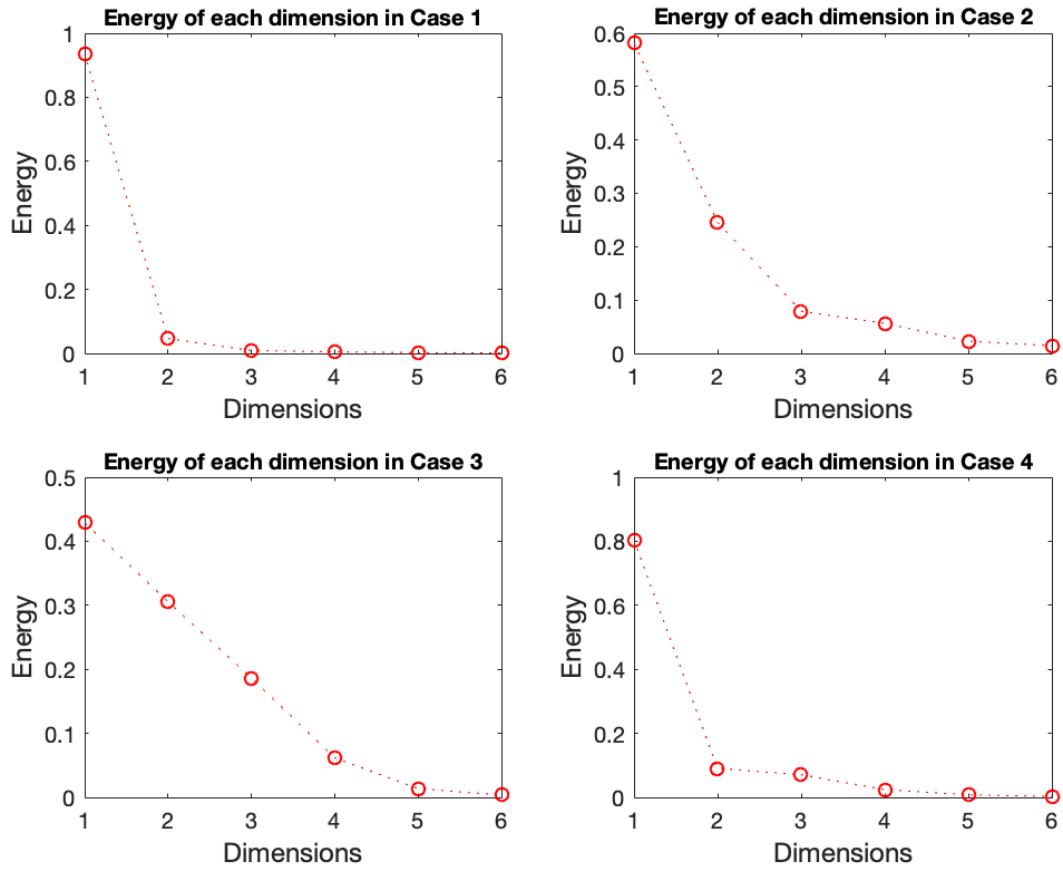 Energy of each dimension in Case 1
1
0.8
0.6
0.4
0.2
0
Energy
1 2 3 4 5 6
Dimensions
Energy of each dimension in Case 2
0.6
0.5
0.4
0.3
0.2
0.1
0
Energy
1 2 3 4 5 6
Dimensions
Energy of each dimension in Case 3
0.5
0.4
0.3
0.2
0.1
0
Energy
1 2 3 4 5 6
Dimensions
Energy of each dimension in Case 4
1
0.8
0.6
0.4
0.2
0
Energy
1 2 3 4 5 6
Dimensions